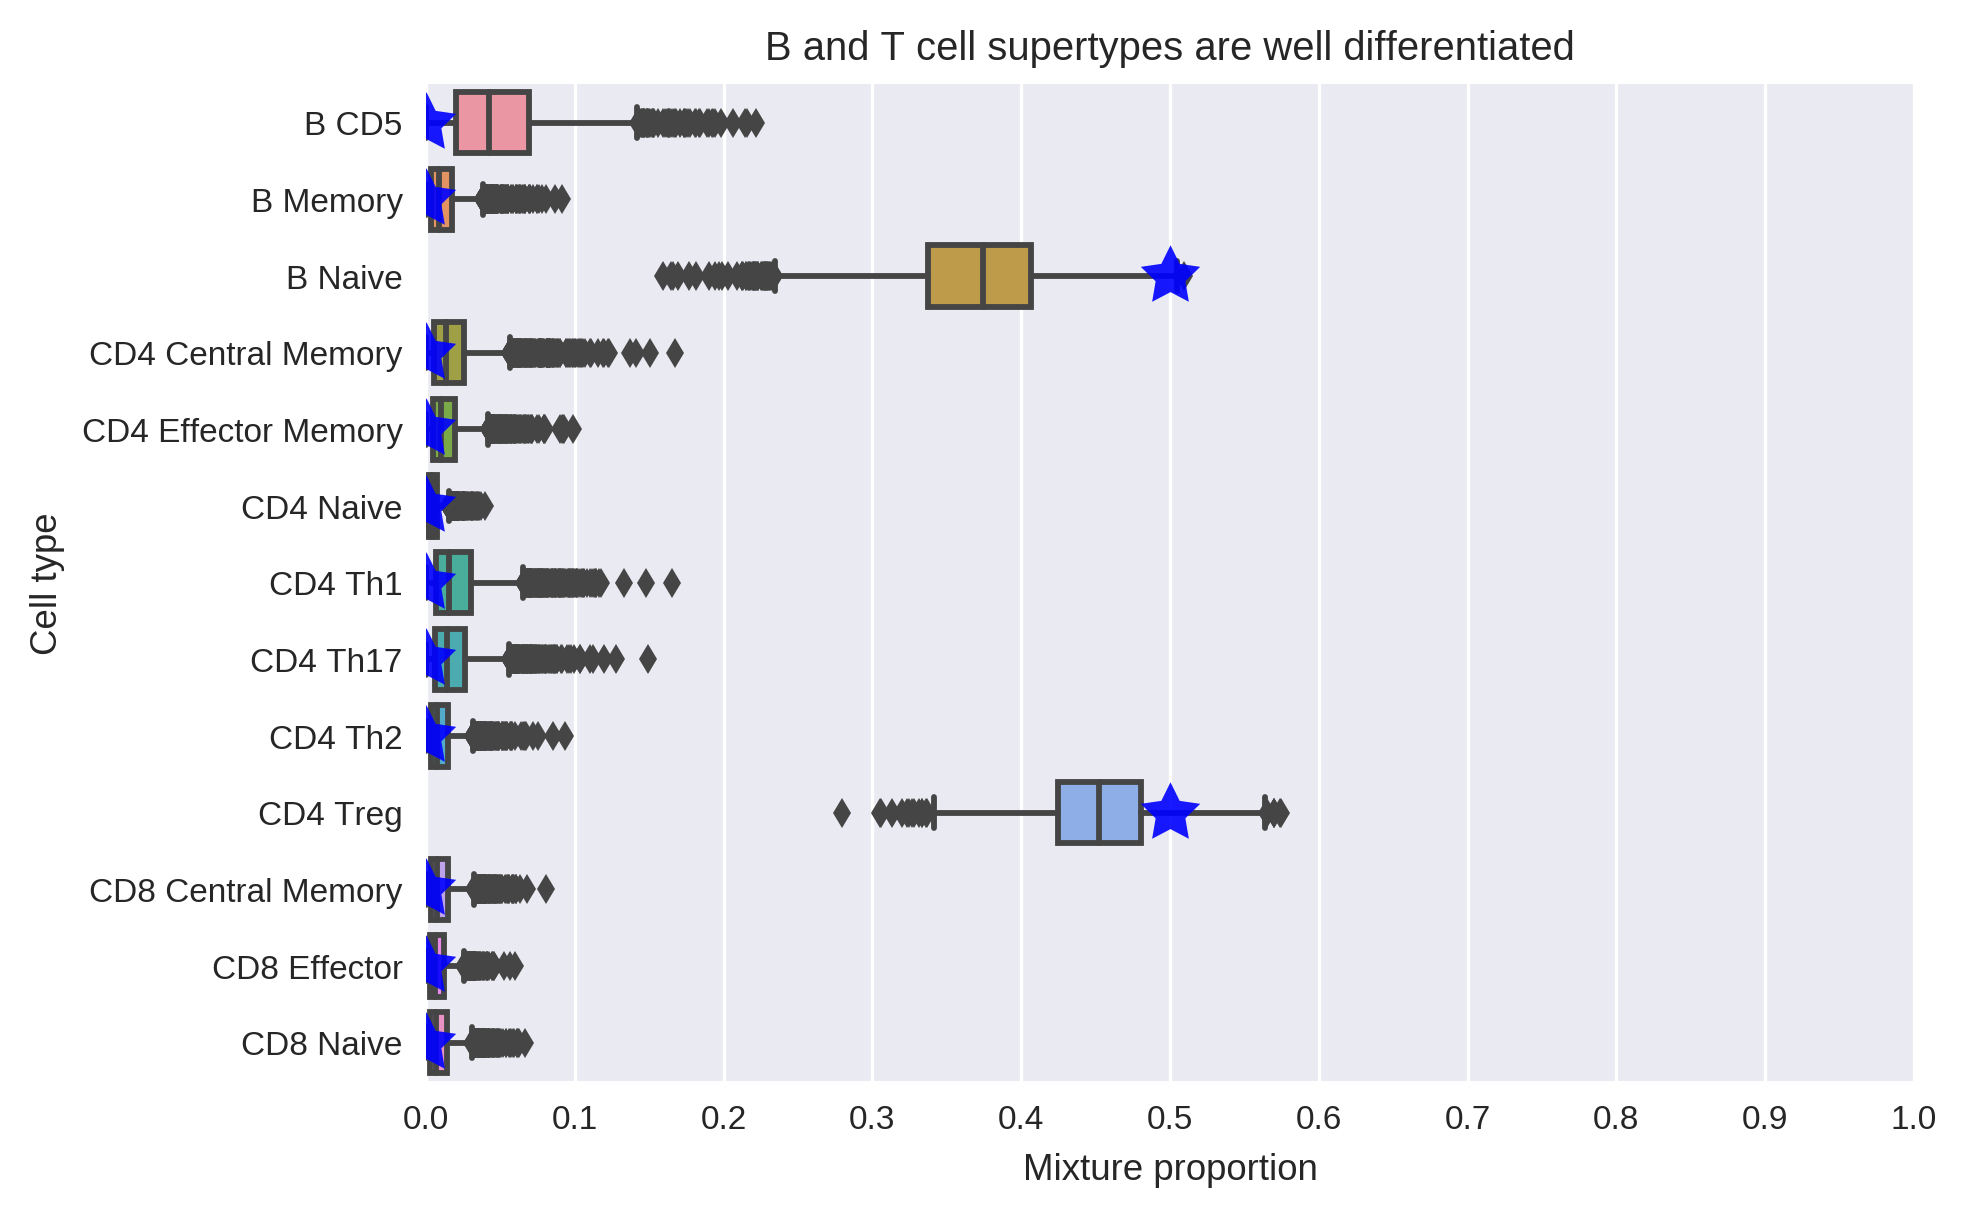 B and T cell supertypes are well differentiated
B CD5
B Memory
B Naive
CD4 Central Memory
CD4 Effector Memory
CD4 Naive
CD4 Th1
CD4 Th17
CD4 Th2
CD4 Treg
CD8 Central Memory
CD8 Effector
CD8 Naive
Cell type
0.0 0.1 0.2 0.3 0.4 0.5 0.6 0.7 0.8 0.9 1.0
Mixture proportion